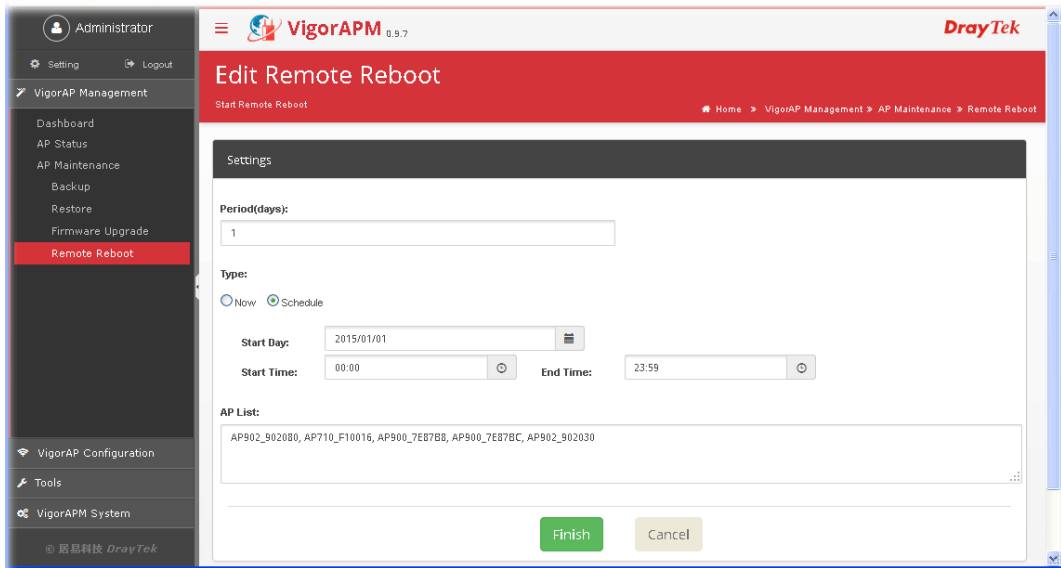 Administrator
Setting Logout
VigorAP Management
Dashboard
AP Status
AP Maintenance
Backup
Restore
Firmware Upgrade
Remote Reboot
VigorAP Configuration
Tools
VigorAPM System
© 居易科技 DrayTek
VigorAPM 0.9.7
DrayTek
Edit Remote Reboot
Start Remote Reboot
Home » VigorAP Management » AP Maintenance » Remote Reboot
Settings
Period(days):
1
Type:
Now Schedule
Start Day: 2015/01/01
Start Time: 00:00 End Time: 23:59
AP List:
AP902_902080, AP710_F10016, AP900_7E87B8, AP900_7E87BC, AP902_902030
Finish Cancel